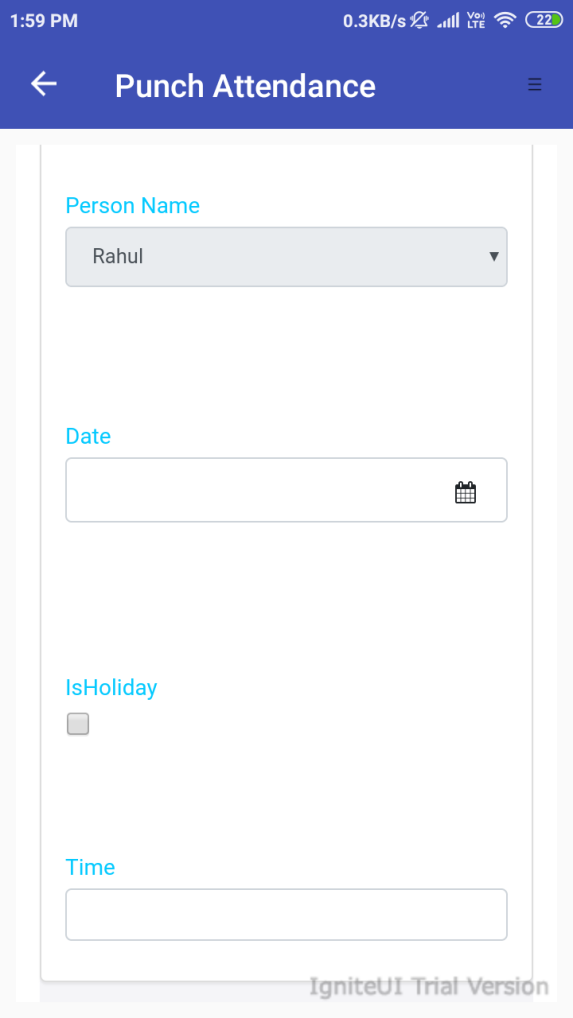 1:59 PM 0.3KB/s Vo) LTE 22
Punch Attendance
Person Name
Rahul
Date
IsHoliday
Time
IgniteUI Trial Version